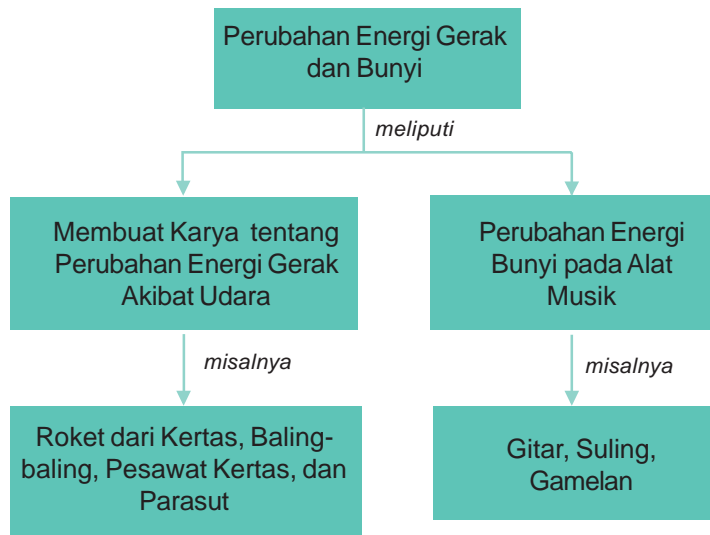 Perubahan Energi Gerak
dan Bunyi
meliputi
Membuat Karya tentang
Perubahan Energi Gerak
Akibat Udara
Perubahan Energi
Bunyi pada Alat
Musik
misalnya
misalnya
Roket dari Kertas, Baling-
baling, Pesawat Kertas, dan
Parasut
Gitar, Suling,
Gamelan